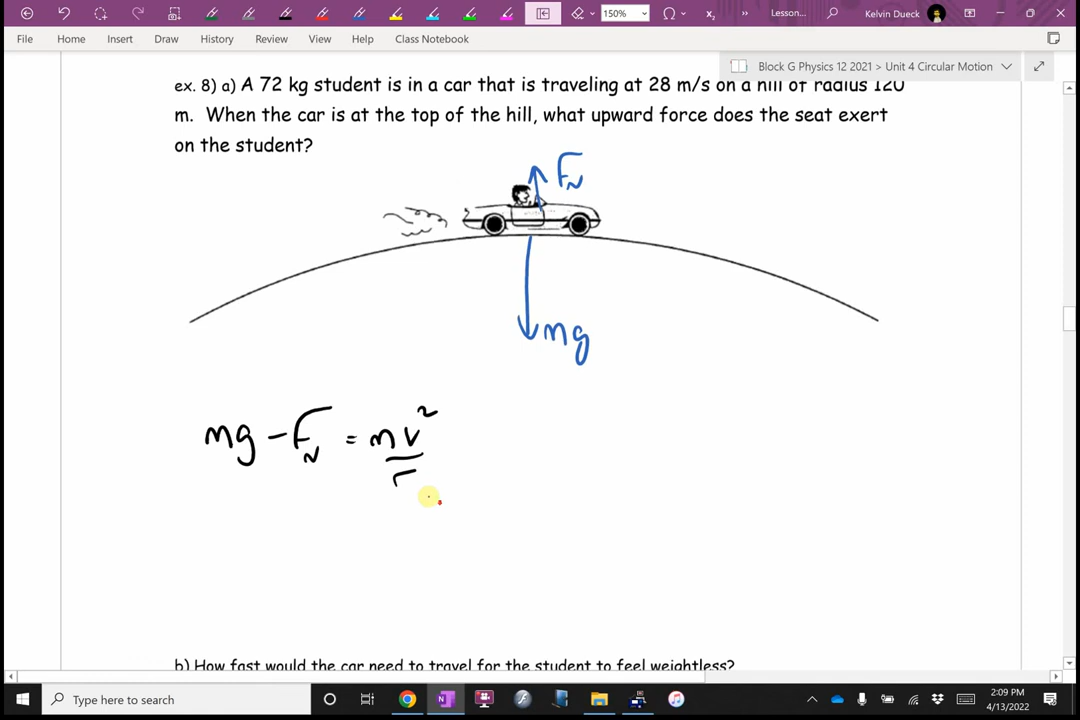 150%
x₂
»
Lesson...
Kelvin Dueck
File Home Insert Draw History Review View Help Class Notebook
Block G Physics 12 2021 > Unit 4 Circular Motion
ex. 8) a) A 72 kg student is in a car that is traveling at 28 m/s on a hill of radius 120
m. When the car is at the top of the hill, what upward force does the seat exert
on the student?
F_N
mg
mg - F_N = mv²/r
b) How fast would the car need to travel for the student to feel weightless?
Type here to search
2:09 PM
4/13/2022